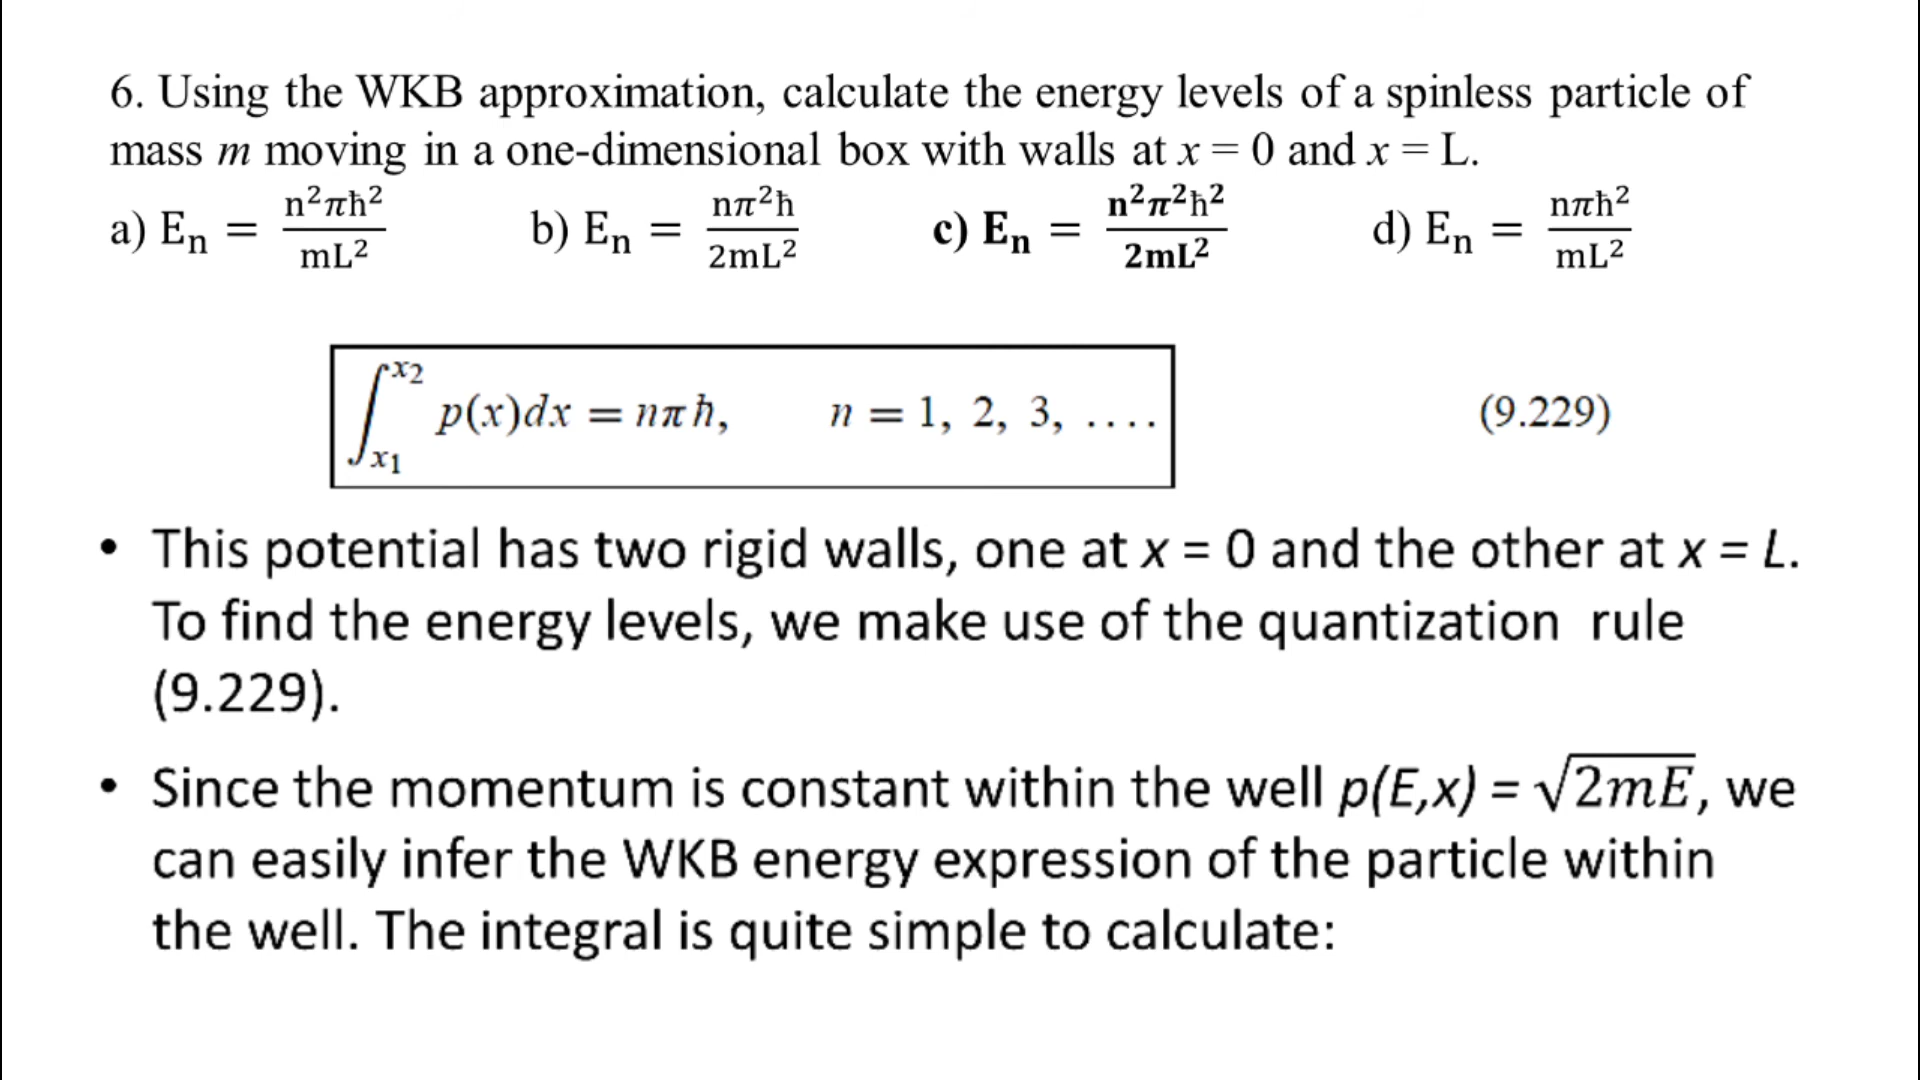 6. Using the WKB approximation, calculate the energy levels of a spinless particle of
mass m moving in a one-dimensional box with walls at x = 0 and x = L.
a) Eₙ = n²πħ²/mL² b) Eₙ = nπ²ħ/2mL² c) Eₙ = n²π²ħ²/2mL² d) Eₙ = nπħ²/mL²
∫ₓ₁ˣ² p(x)dx = nπħ, n = 1, 2, 3, .... (9.229)
• This potential has two rigid walls, one at x = 0 and the other at x = L.
To find the energy levels, we make use of the quantization rule
(9.229).
• Since the momentum is constant within the well p(E,x) = √2mE, we
can easily infer the WKB energy expression of the particle within
the well. The integral is quite simple to calculate: